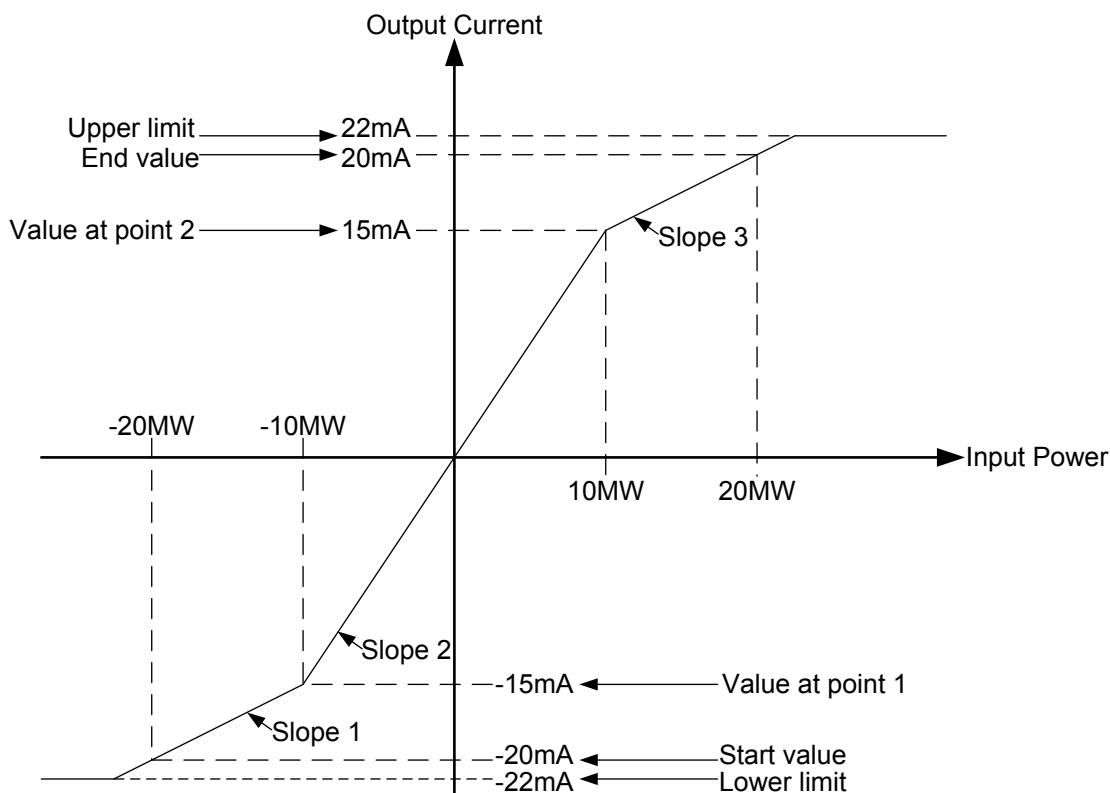 Output Current
Upper limit 22mA
End value 20mA
Value at point 2 15mA
Slope 3
-20MW -10MW
Input Power
10MW 20MW
Slope 2
-15mA Value at point 1
Slope 1
-20mA Start value
-22mA Lower limit